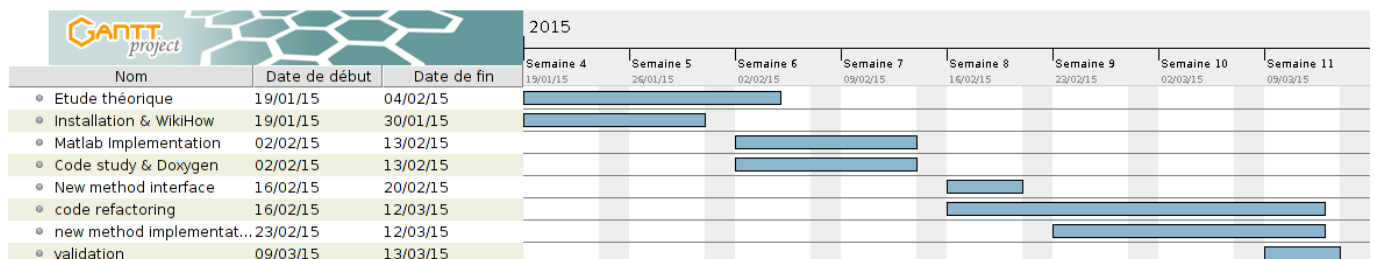 GANTT
project
2015
Semaine 4 Semaine 5 Semaine 6 Semaine 7 Semaine 8 Semaine 9 Semaine 10 Semaine 11
19/01/15 26/01/15 02/02/15 09/02/15 16/02/15 23/02/15 02/03/15 09/03/15
Nom Date de début Date de fin
Etude théorique 19/01/15 04/02/15
Installation & WikiHow 19/01/15 30/01/15
Matlab Implementation 02/02/15 13/02/15
Code study & Doxygen 02/02/15 13/02/15
New method interface 16/02/15 20/02/15
code refactoring 16/02/15 12/03/15
new method implementat... 23/02/15 12/03/15
validation 09/03/15 13/03/15